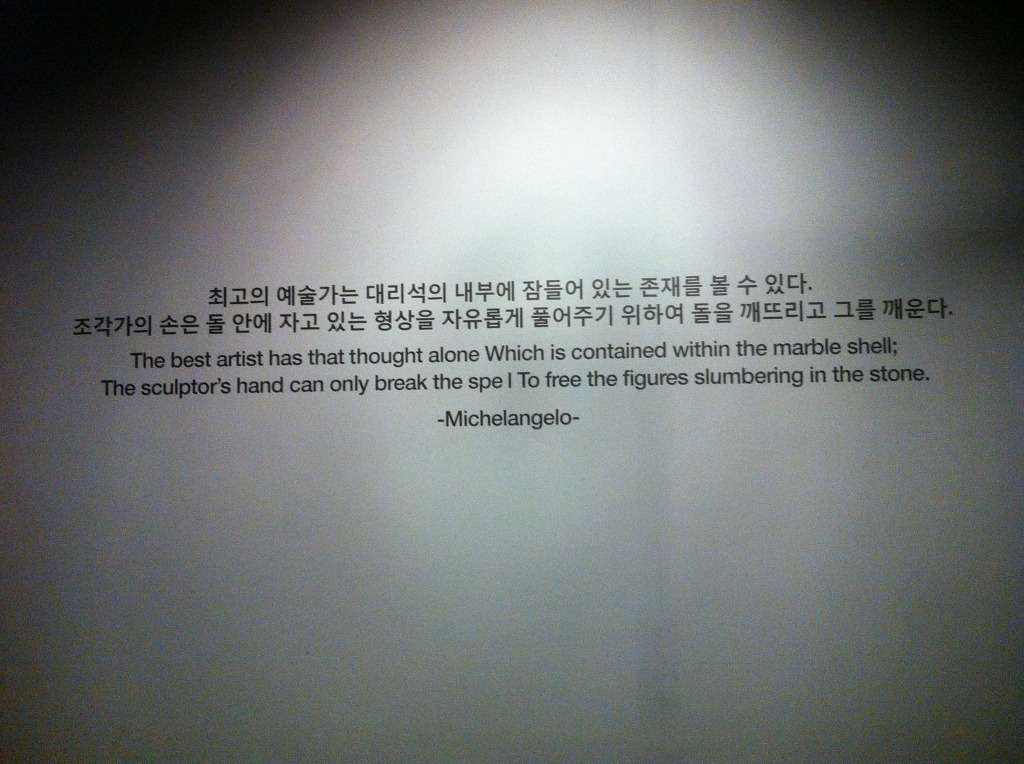 최고의 예술가는 대리석의 내부에 잠들어 있는 존재를 볼 수 있다.
조각가의 손은 돌 안에 자고 있는 형상을 자유롭게 풀어주기 위하여 돌을 깨뜨리고 그를 깨운다.
The best artist has that thought alone Which is contained within the marble shell;
The sculptor's hand can only break the spe l To free the figures slumbering in the stone.
-Michelangelo-